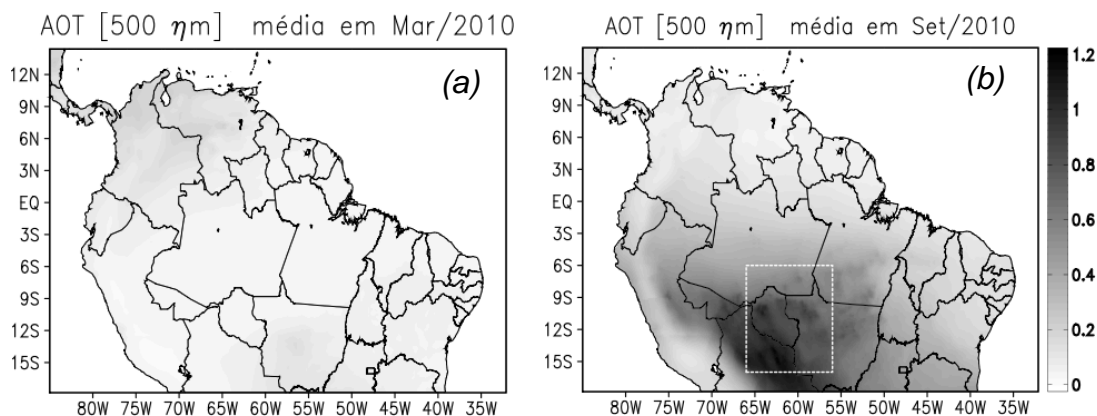 AOT [500 ηm] média em Mar/2010
(a)
12N
9N
6N
3N
EQ
3S
6S
9S
12S
15S
80W 75W 70W 65W 60W 55W 50W 45W 40W 35W
AOT [500 ηm] média em Set/2010
(b)
12N
9N
6N
3N
EQ
3S
6S
9S
12S
15S
80W 75W 70W 65W 60W 55W 50W 45W 40W 35W
1.2
1
0.8
0.6
0.4
0.2
0